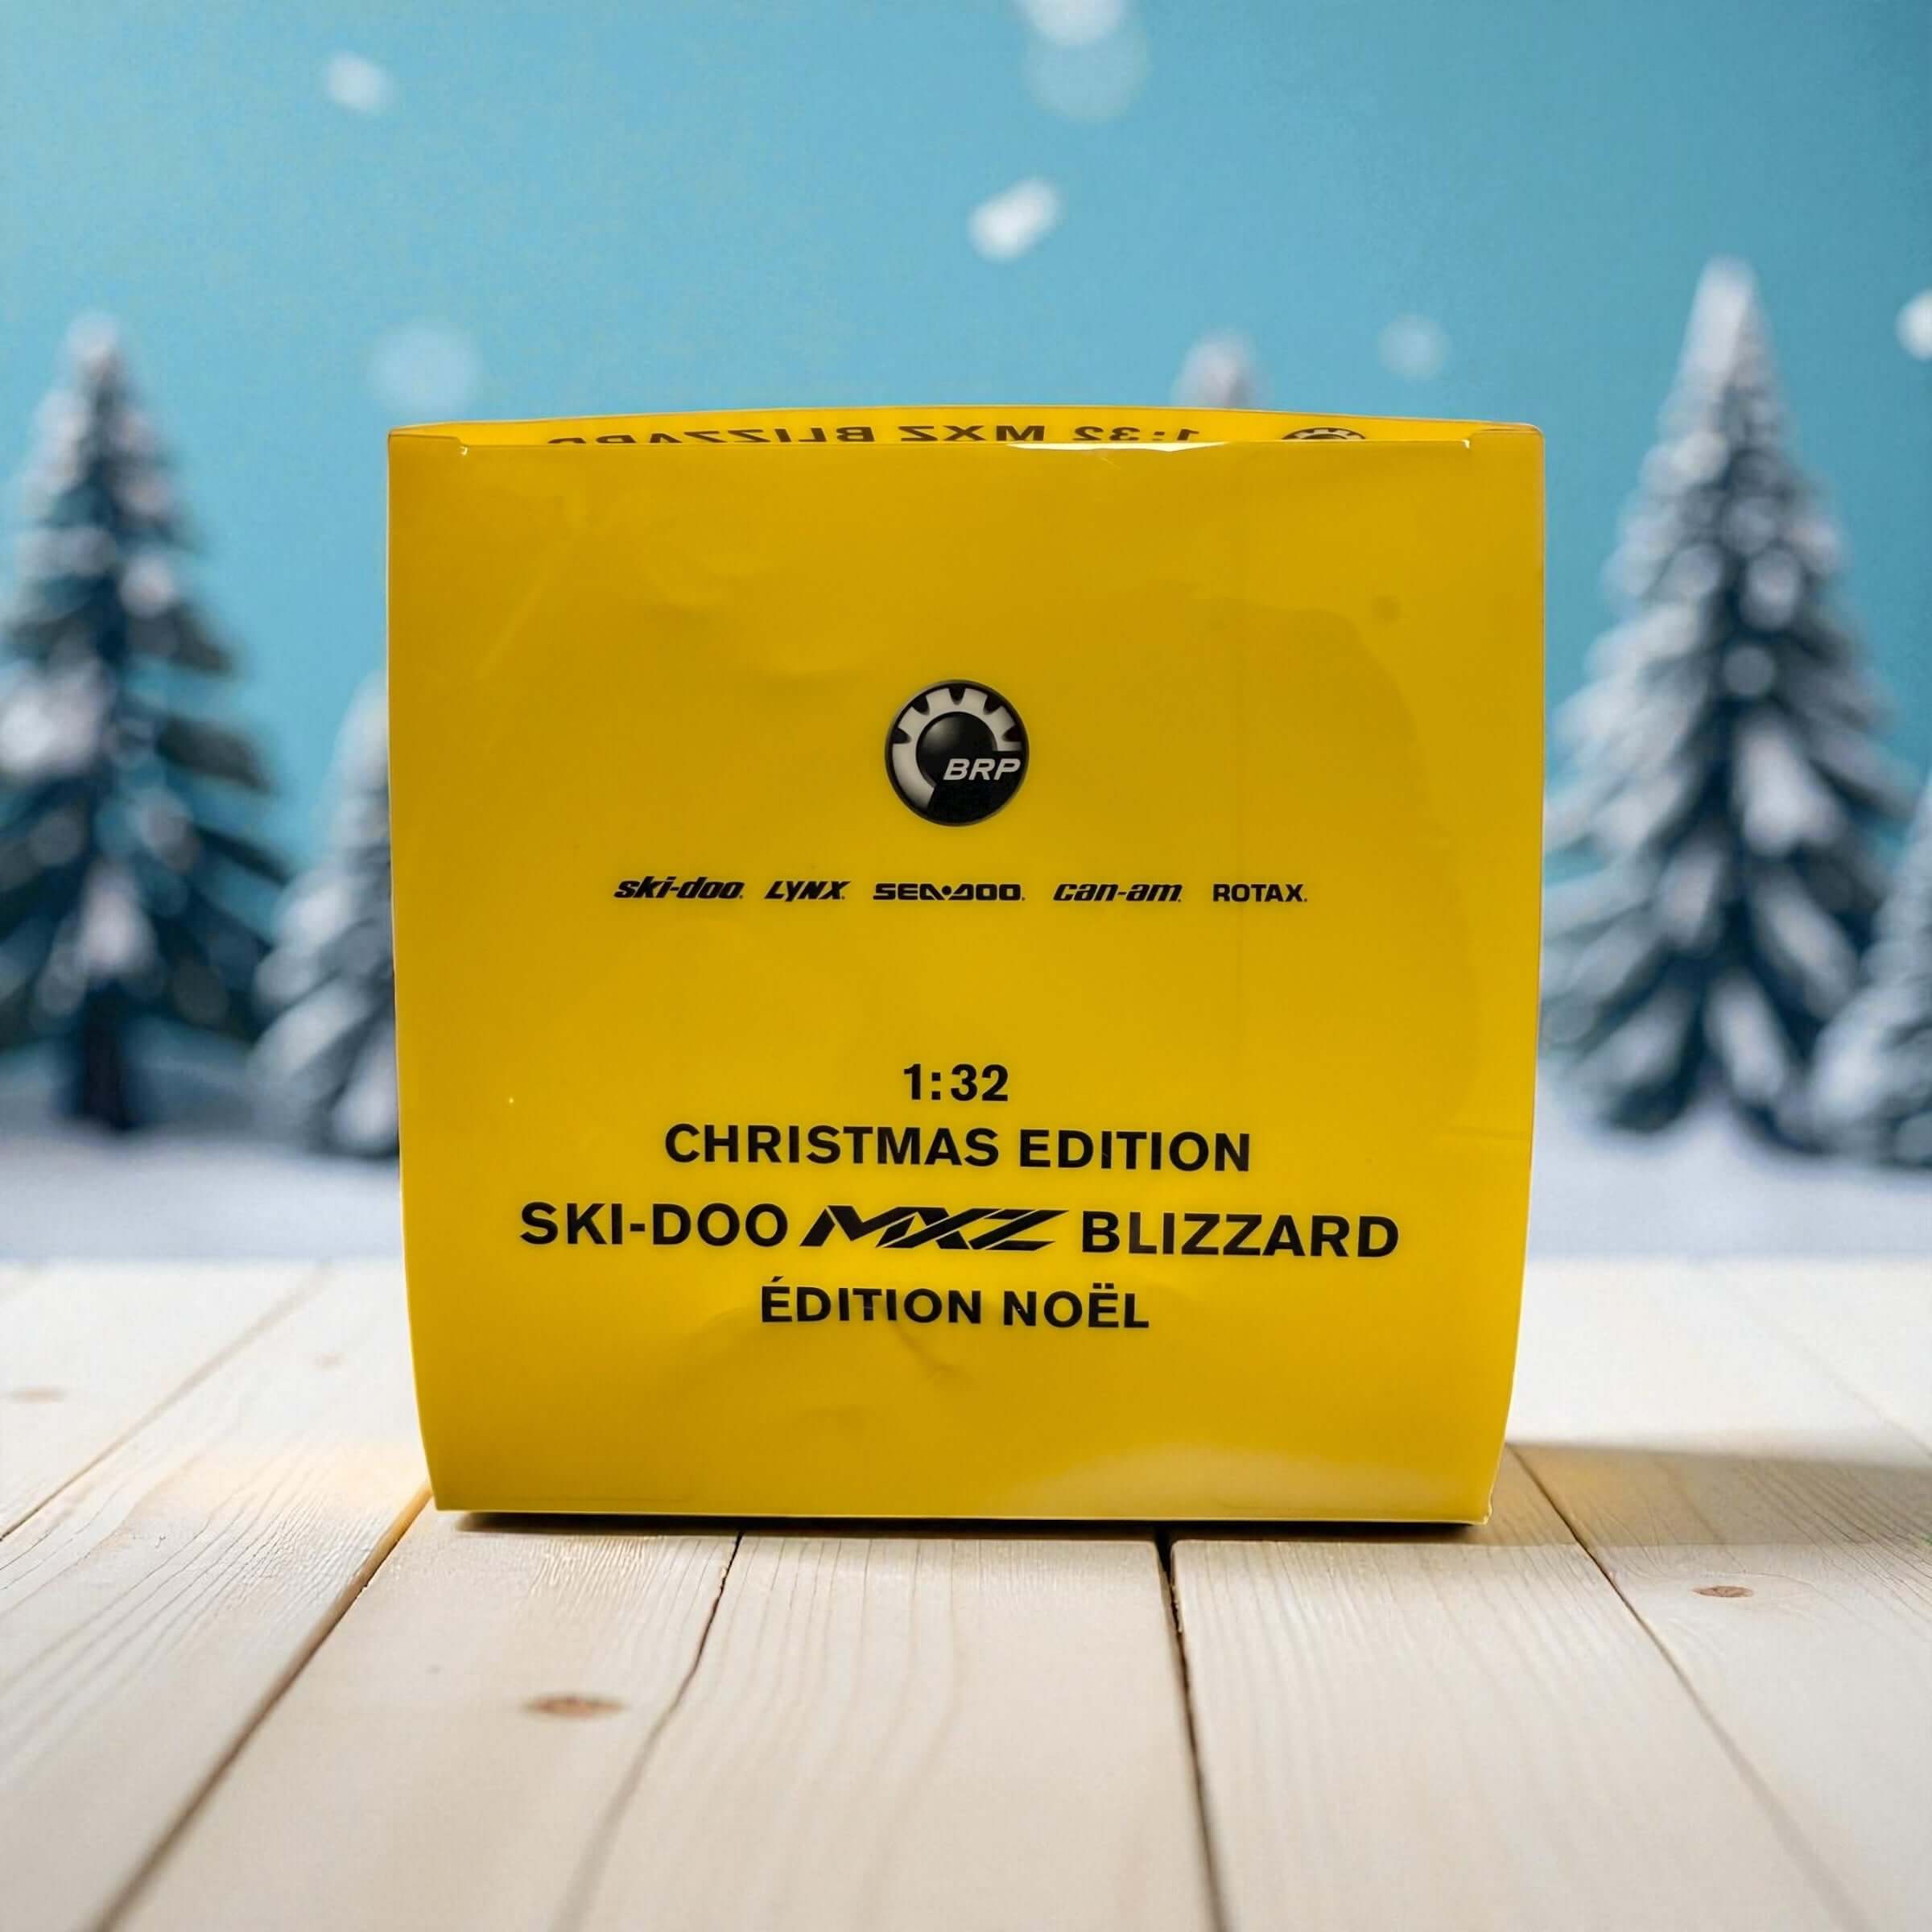 1:32 MXZ BLIZZARD
BRP
ski-doo. LYNX. SEA-DOO. can-am. ROTAX.
1:32
CHRISTMAS EDITION
SKI-DOO MXZ BLIZZARD
ÉDITION NOËL